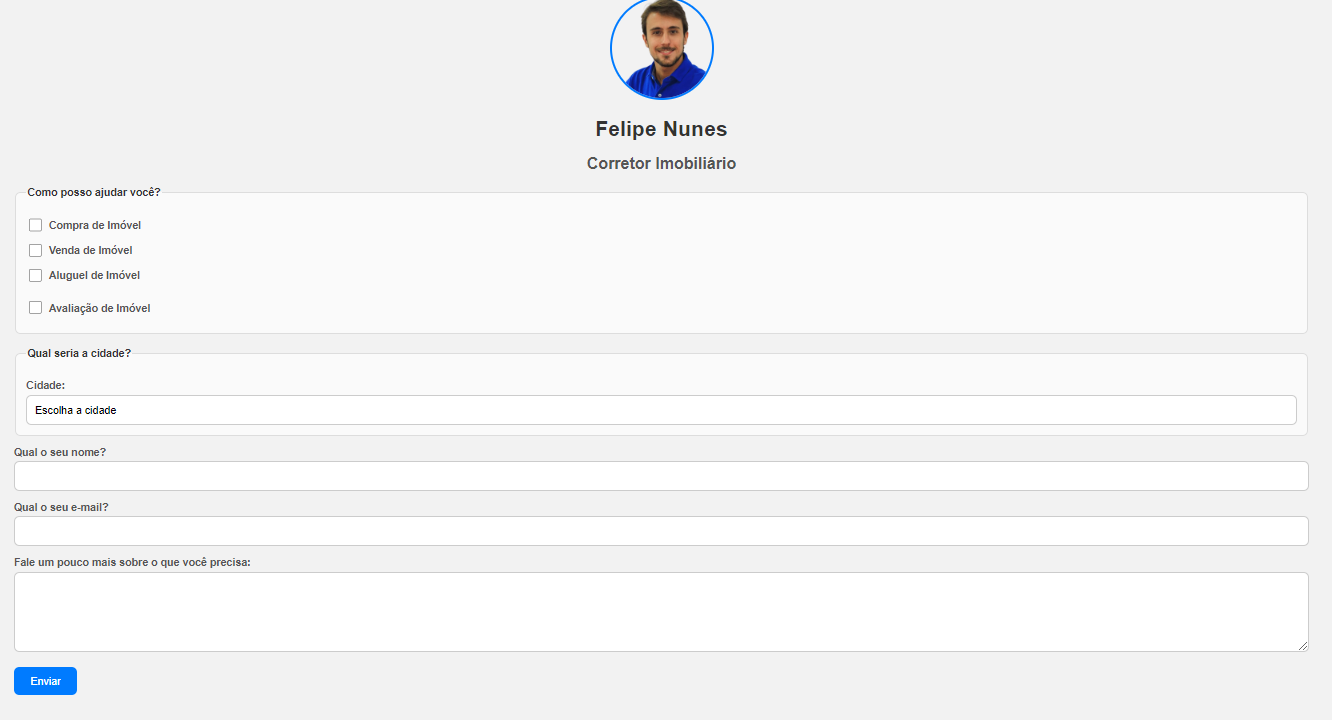 Felipe Nunes
Corretor Imobiliário
Como posso ajudar você?
Compra de Imóvel
Venda de Imóvel
Aluguel de Imóvel
Avaliação de Imóvel
Qual seria a cidade?
Cidade:
Escolha a cidade
Qual o seu nome?
Qual o seu e-mail?
Fale um pouco mais sobre o que você precisa:
Enviar